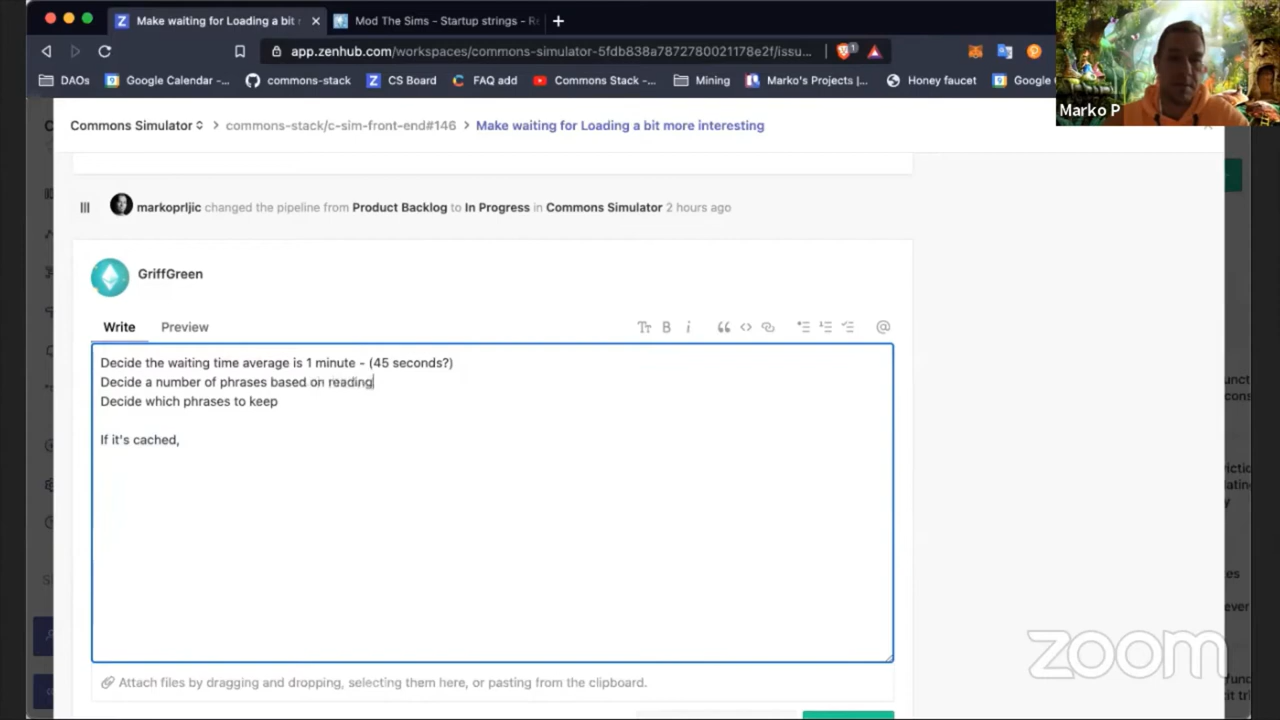 Make waiting for Loading a bit
Mod The Sims - Startup strings - Re
app.zenhub.com/workspaces/commons-simulator-5fdb838a7872780021178e2f/issu...
1
DAOs
Google Calendar -...
commons-stack
CS Board
FAQ add
Commons Stack -...
Mining
Marko's Projects |...
Honey faucet
Google
Marko P
Commons Simulator > commons-stack/c-sim-front-end#146 > Make waiting for Loading a bit more interesting
markoprljic changed the pipeline from Product Backlog to In Progress in Commons Simulator 2 hours ago
GriffGreen
Write
Preview
Decide the waiting time average is 1 minute - (45 seconds?)
Decide a number of phrases based on reading
Decide which phrases to keep
If it's cached,
Attach files by dragging and dropping, selecting them here, or pasting from the clipboard.
zoom